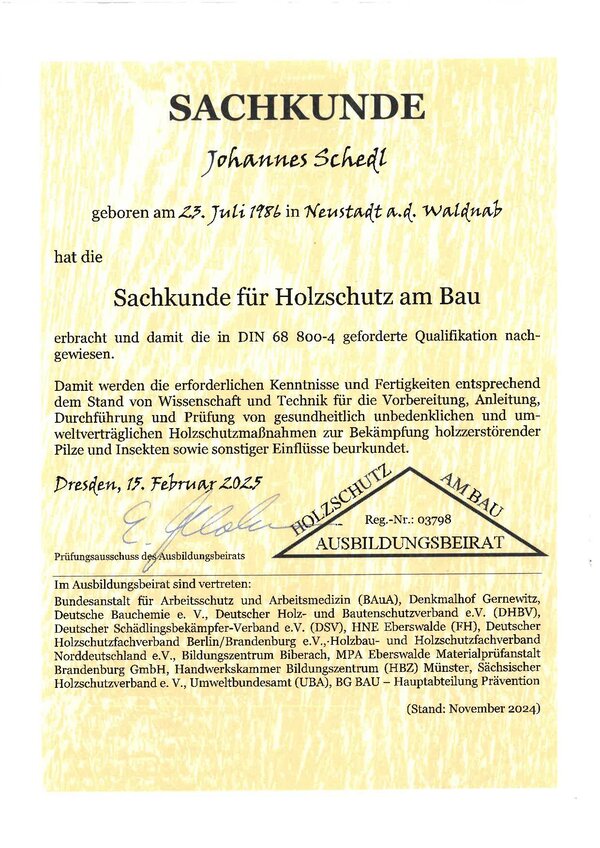 SACHKUNDE
Johannes Schedl
geboren am 23. Juli 1986 in Neustadt a.d. Waldnab
hat die
Sachkunde für Holzschutz am Bau
erbracht und damit die in DIN 68 800-4 geforderte Qualifikation nach-
gewiesen.
Damit werden die erforderlichen Kenntnisse und Fertigkeiten entsprechend
dem Stand von Wissenschaft und Technik für die Vorbereitung, Anleitung,
Durchführung und Prüfung von gesundheitlich unbedenklichen und um-
weltverträglichen Holzschutzmaßnahmen zur Bekämpfung holzzerstörender
Pilze und Insekten sowie sonstiger Einflüsse beurkundet.
Dresden, 15. Februar 2025
HOLZSCHUTZ AM BAU
Reg.-Nr.: 03798
AUSBILDUNGSBEIRAT
Prüfungsausschuss des Ausbildungsbeirats
Im Ausbildungsbeirat sind vertreten:
Bundesanstalt für Arbeitsschutz und Arbeitsmedizin (BAuA), Denkmalhof Gernewitz,
Deutsche Bauchemie e. V., Deutscher Holz- und Bautenschutzverband e.V. (DHBV),
Deutscher Schädlingsbekämpfer-Verband e.V. (DSV), HNE Eberswalde (FH), Deutscher
Holzschutzfachverband Berlin/Brandenburg e.V., Holzbau- und Holzschutzfachverband
Norddeutschland e.V., Bildungszentrum Biberach, MPA Eberswalde Materialprüfanstalt
Brandenburg GmbH, Handwerkskammer Bildungszentrum (HBZ) Münster, Sächsischer
Holzschutzverband e. V., Umweltbundesamt (UBA), BG BAU – Hauptabteilung Prävention
(Stand: November 2024)